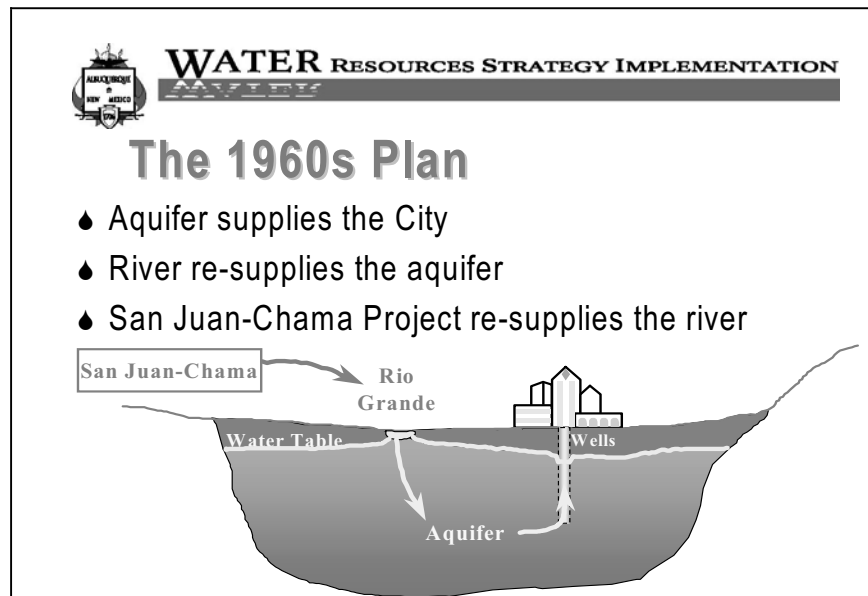 ALBUQUERQUE
NEW MEXICO
1706
WATER RESOURCES STRATEGY IMPLEMENTATION
WATER
The 1960s Plan
Aquifer supplies the City
River re-supplies the aquifer
San Juan-Chama Project re-supplies the river
San Juan-Chama
Rio
Grande
Water Table
Wells
Aquifer